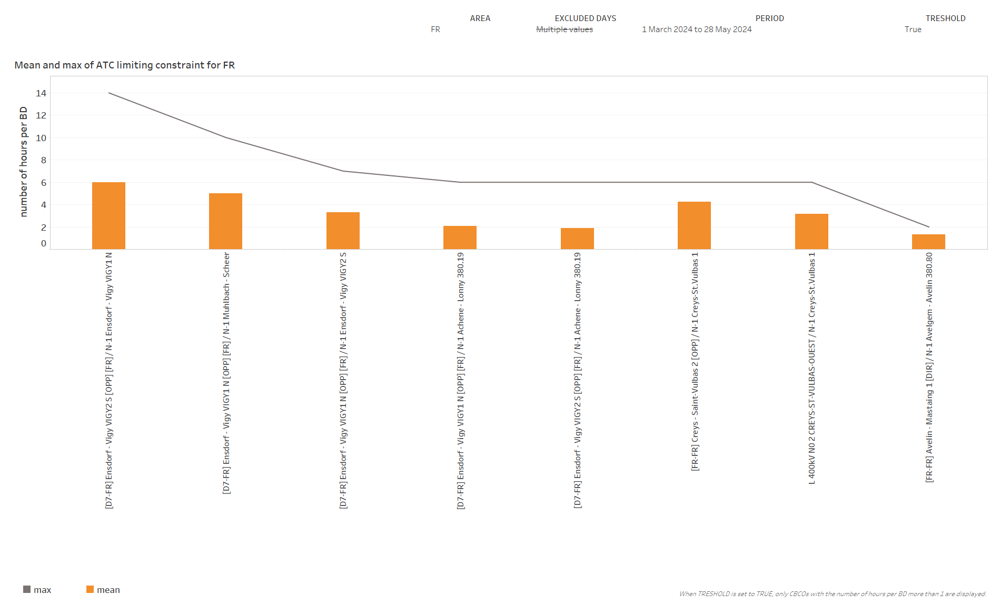 AREA
EXCLUDED DAYS
PERIOD
TRESHOLD
FR
Multiple values
1 March 2024 to 28 May 2024
True
Mean and max of ATC limiting constraint for FR
number of hours per BD
14
12
10
8
6
4
2
0
[D7-FR] Ensdorf - Vigy VIGY2 S [OPP] [FR] / N-1 Ensdorf - Vigy VIGY1 N
[D7-FR] Ensdorf - Vigy VIGY1 N [OPP] [FR] / N-1 Muhlbach - Scheer
[D7-FR] Ensdorf - Vigy VIGY1 N [OPP] [FR] / N-1 Ensdorf - Vigy VIGY2 S
[D7-FR] Ensdorf - Vigy VIGY1 N [OPP] [FR] / N-1 Achene - Lonny 380.19
[D7-FR] Ensdorf - Vigy VIGY2 S [OPP] [FR] / N-1 Achene - Lonny 380.19
[FR-FR] Creys - Saint-Vulbas 2 [OPP] / N-1 Creys-St.Vulbas 1
L 400kV N0 2 CREYS-ST-VULBAS-OUEST / N-1 Creys-St.Vulbas 1
[FR-FR] Avelin - Mastaing 1 [DIR] / N-1 Avelgem - Avelin 380.80
max
mean
When TRESHOLD is set to TRUE, only CBCOs with the number of hours per BD more than 1 are displayed.